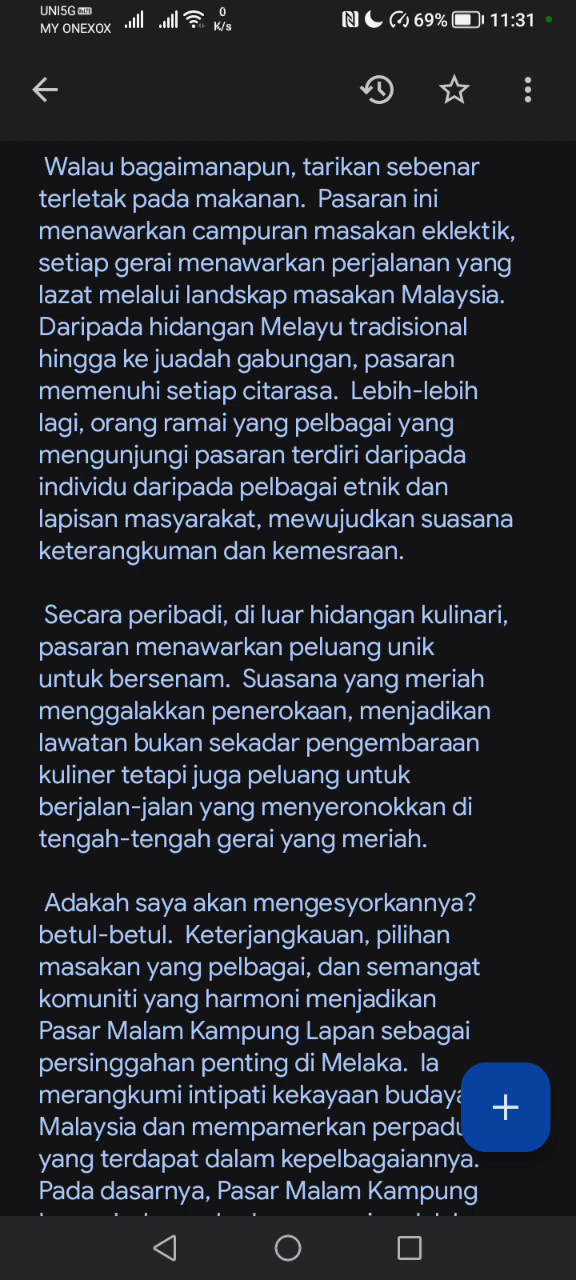 UNI5G
MY ONEXOX
0
K/s
69%
11:31
Walau bagaimanapun, tarikan sebenar
terletak pada makanan. Pasaran ini
menawarkan campuran masakan eklektik,
setiap gerai menawarkan perjalanan yang
lazat melalui landskap masakan Malaysia.
Daripada hidangan Melayu tradisional
hingga ke juadah gabungan, pasaran
memenuhi setiap citarasa. Lebih-lebih
lagi, orang ramai yang pelbagai yang
mengunjungi pasaran terdiri daripada
individu daripada pelbagai etnik dan
lapisan masyarakat, mewujudkan suasana
keterangkuman dan kemesraan.
Secara peribadi, di luar hidangan kulinari,
pasaran menawarkan peluang unik
untuk bersenam. Suasana yang meriah
menggalakkan penerokaan, menjadikan
lawatan bukan sekadar pengembaraan
kuliner tetapi juga peluang untuk
berjalan-jalan yang menyeronokkan di
tengah-tengah gerai yang meriah.
Adakah saya akan mengesyorkannya?
betul-betul. Keterjangkauan, pilihan
masakan yang pelbagai, dan semangat
komuniti yang harmoni menjadikan
Pasar Malam Kampung Lapan sebagai
persinggahan penting di Melaka. Ia
merangkumi intipati kekayaan budaya
Malaysia dan mempamerkan
yang terdapat dalam kepelbagaiannya.
Pada dasarnya, Pasar Malam Kampung